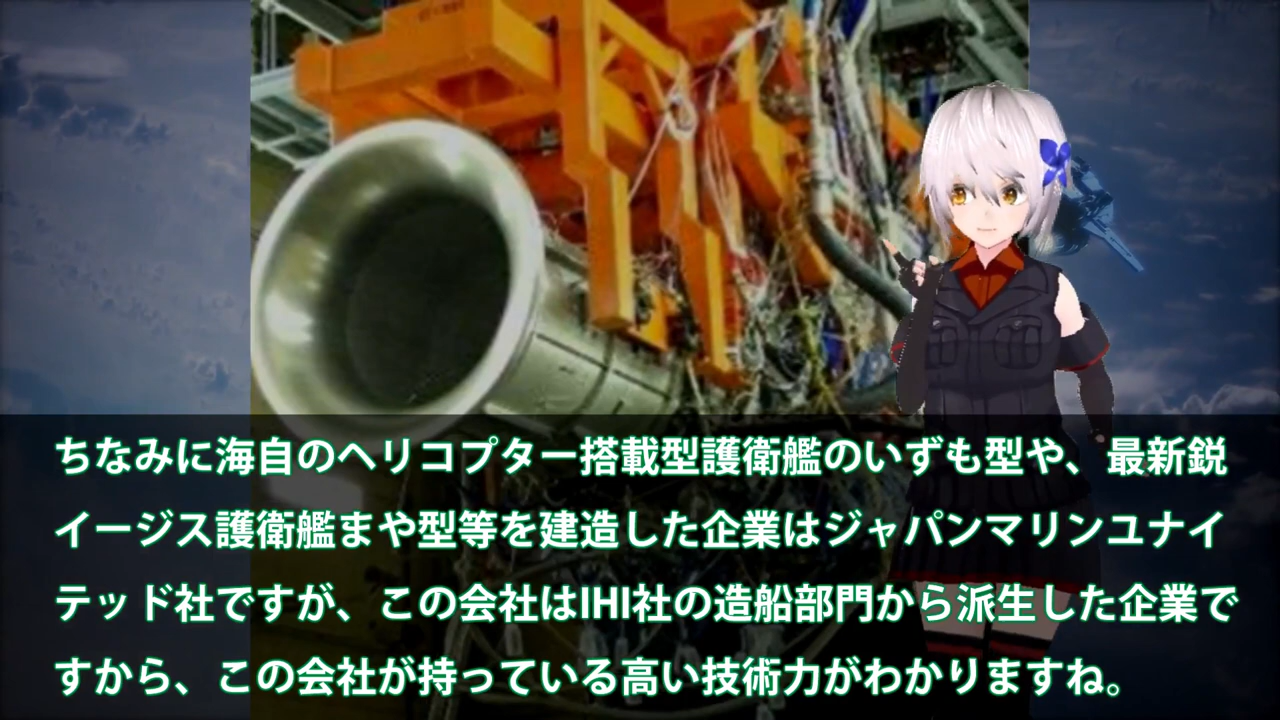 ちなみに海自のヘリコプター搭載型護衛艦のいずも型や、最新鋭
イージス護衛艦まや型等を建造した企業はジャパンマリンユナイ
テッド社ですが、この会社はIHI社の造船部門から派生した企業で
すから、この会社が持っている高い技術力がわかりますね。